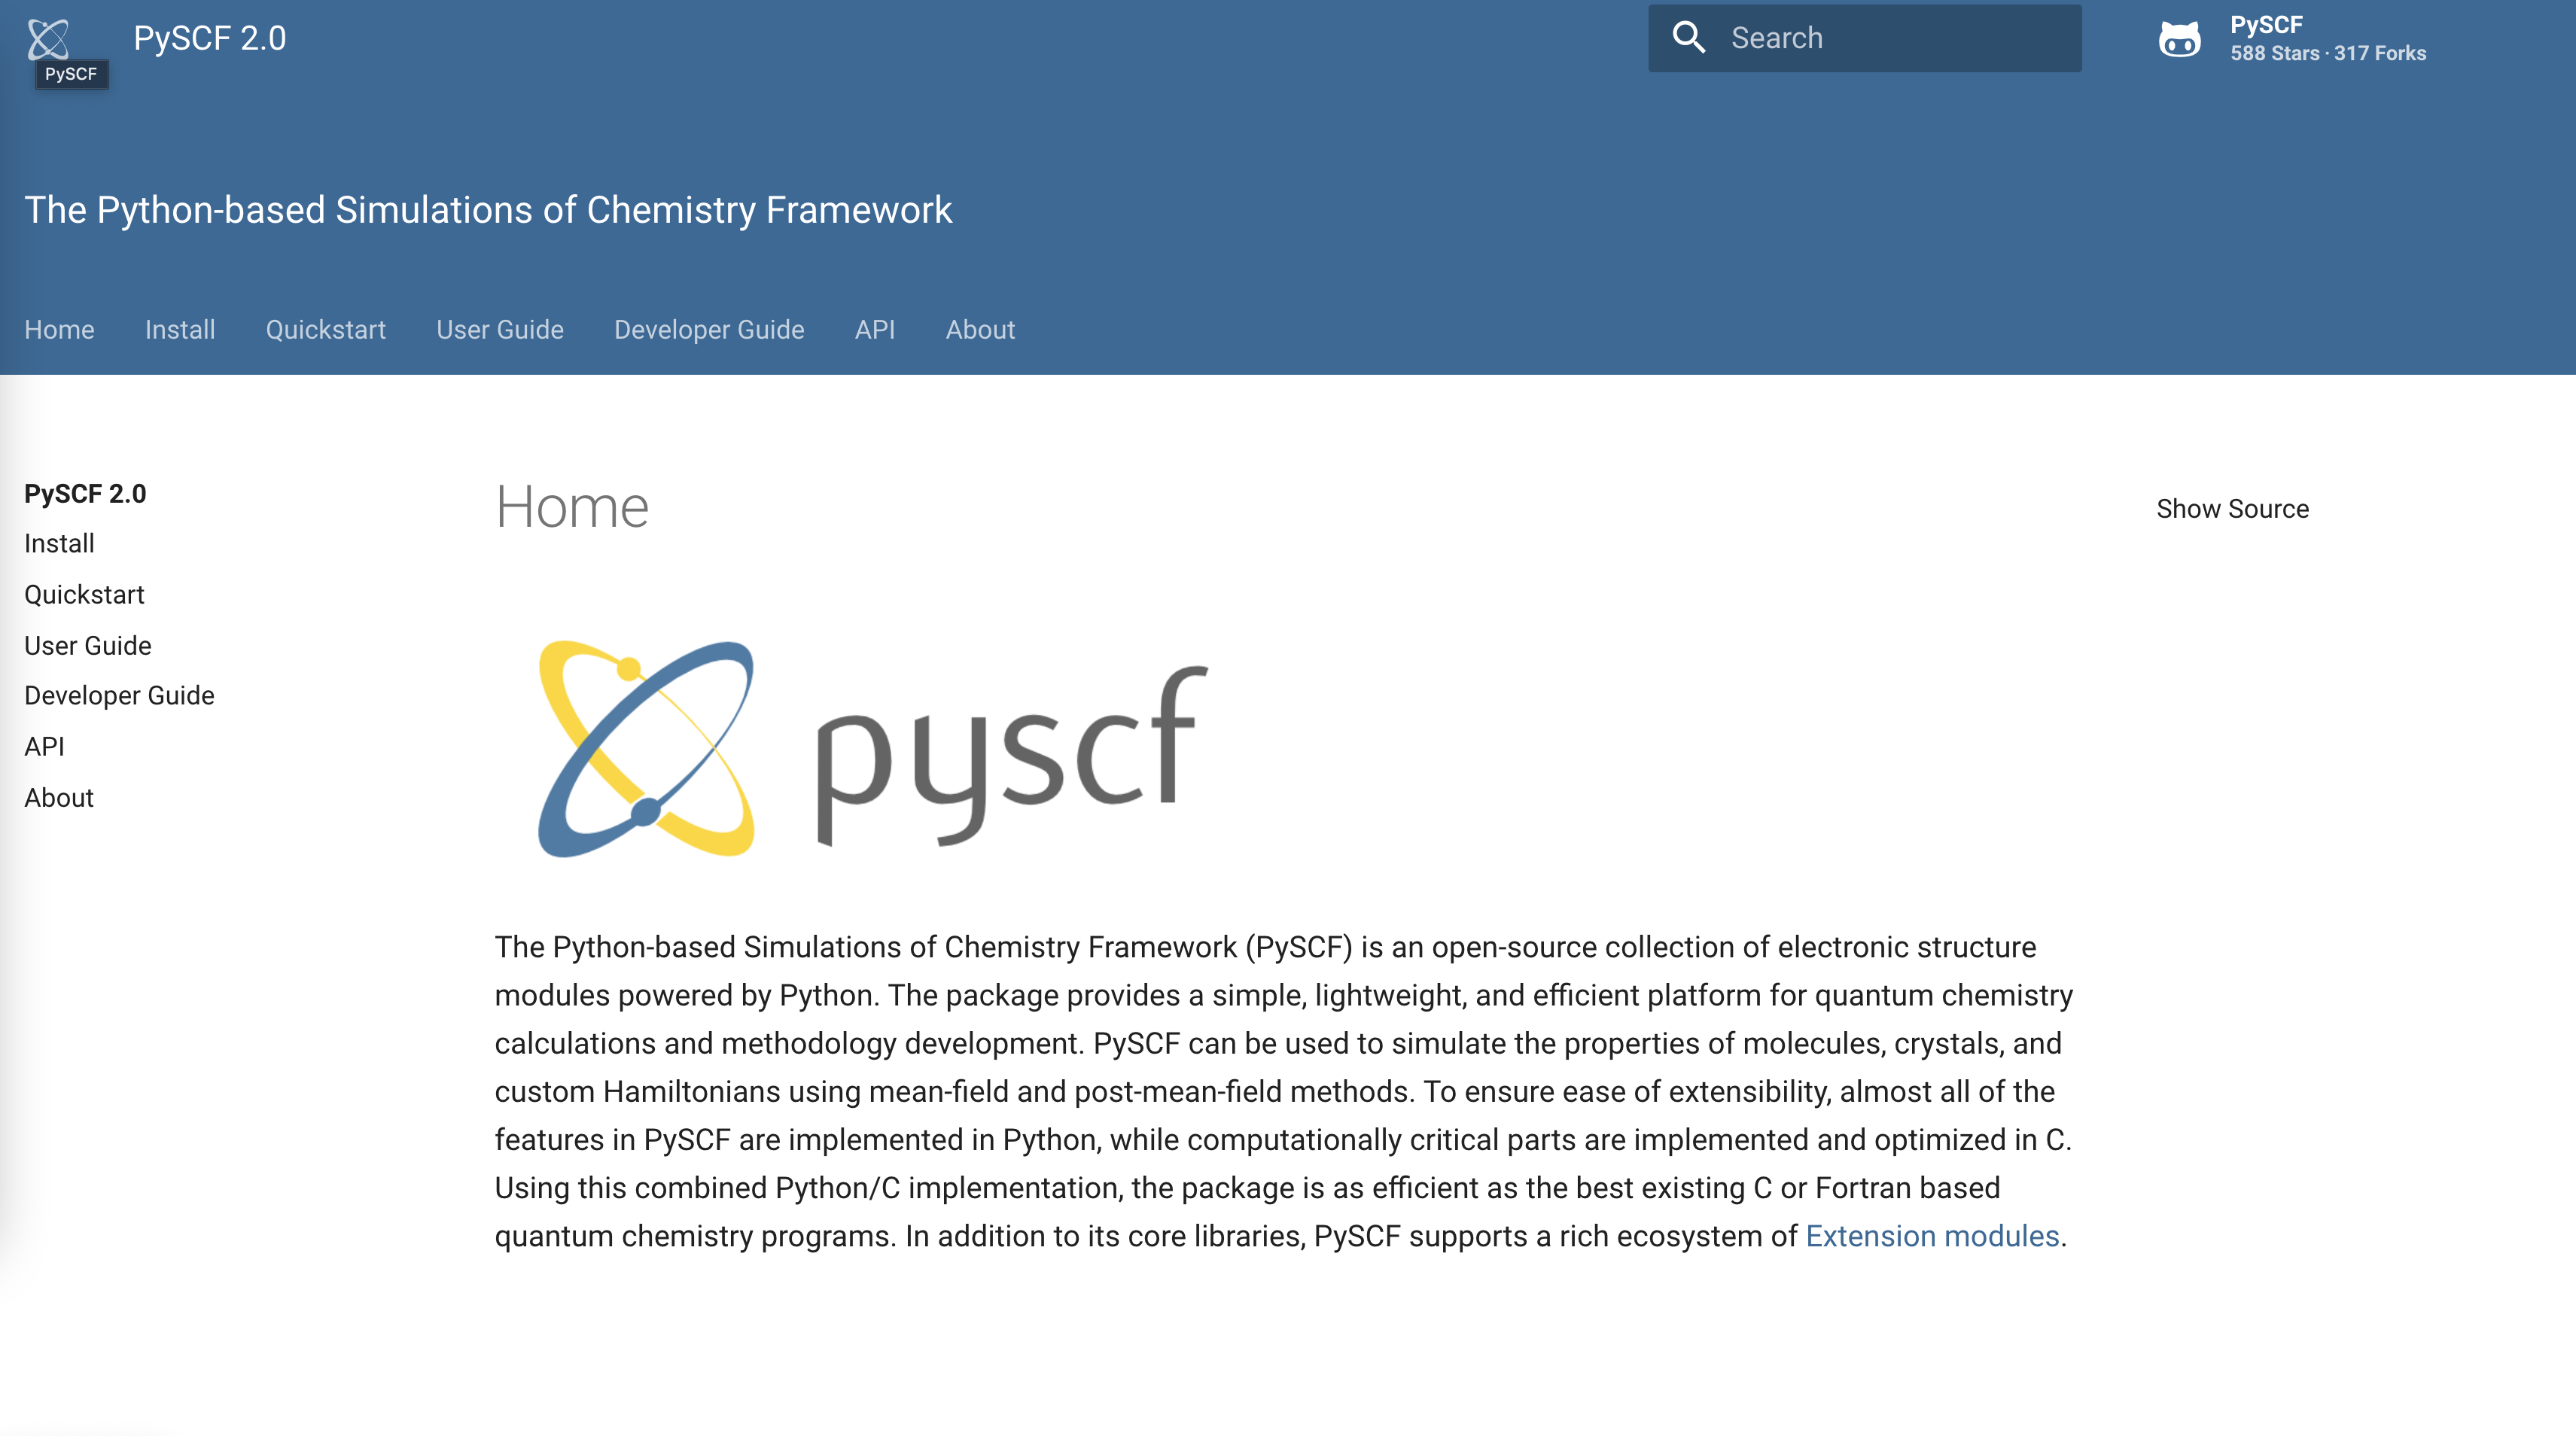 PySCF 2.0
PySCF
Search
PySCF
588 Stars · 317 Forks
The Python-based Simulations of Chemistry Framework
Home Install Quickstart User Guide Developer Guide API About
PySCF 2.0
Install
Quickstart
User Guide
Developer Guide
API
About
Home
Show Source
pyscf
The Python-based Simulations of Chemistry Framework (PySCF) is an open-source collection of electronic structure
modules powered by Python. The package provides a simple, lightweight, and efficient platform for quantum chemistry
calculations and methodology development. PySCF can be used to simulate the properties of molecules, crystals, and
custom Hamiltonians using mean-field and post-mean-field methods. To ensure ease of extensibility, almost all of the
features in PySCF are implemented in Python, while computationally critical parts are implemented and optimized in C.
Using this combined Python/C implementation, the package is as efficient as the best existing C or Fortran based
quantum chemistry programs. In addition to its core libraries, PySCF supports a rich ecosystem of Extension modules.